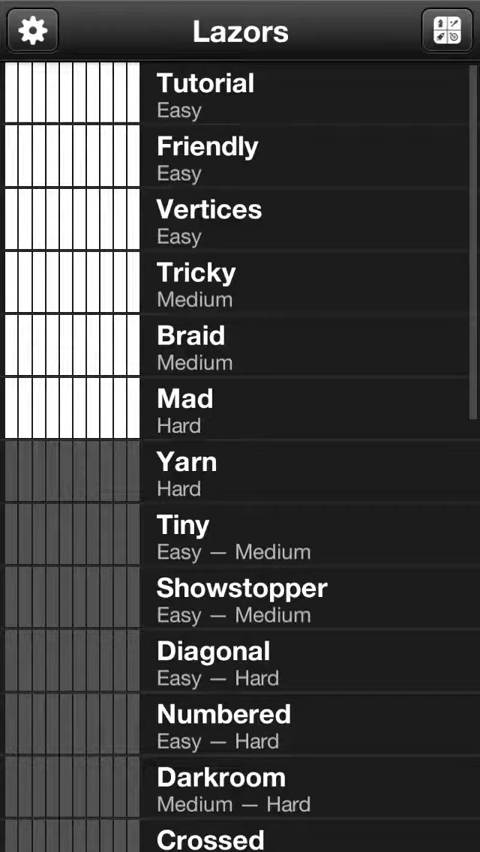 Lazors
Tutorial
Easy
Friendly
Easy
Vertices
Easy
Tricky
Medium
Braid
Medium
Mad
Hard
Yarn
Hard
Tiny
Easy — Medium
Showstopper
Easy — Medium
Diagonal
Easy — Hard
Numbered
Easy — Hard
Darkroom
Medium — Hard
Crossed